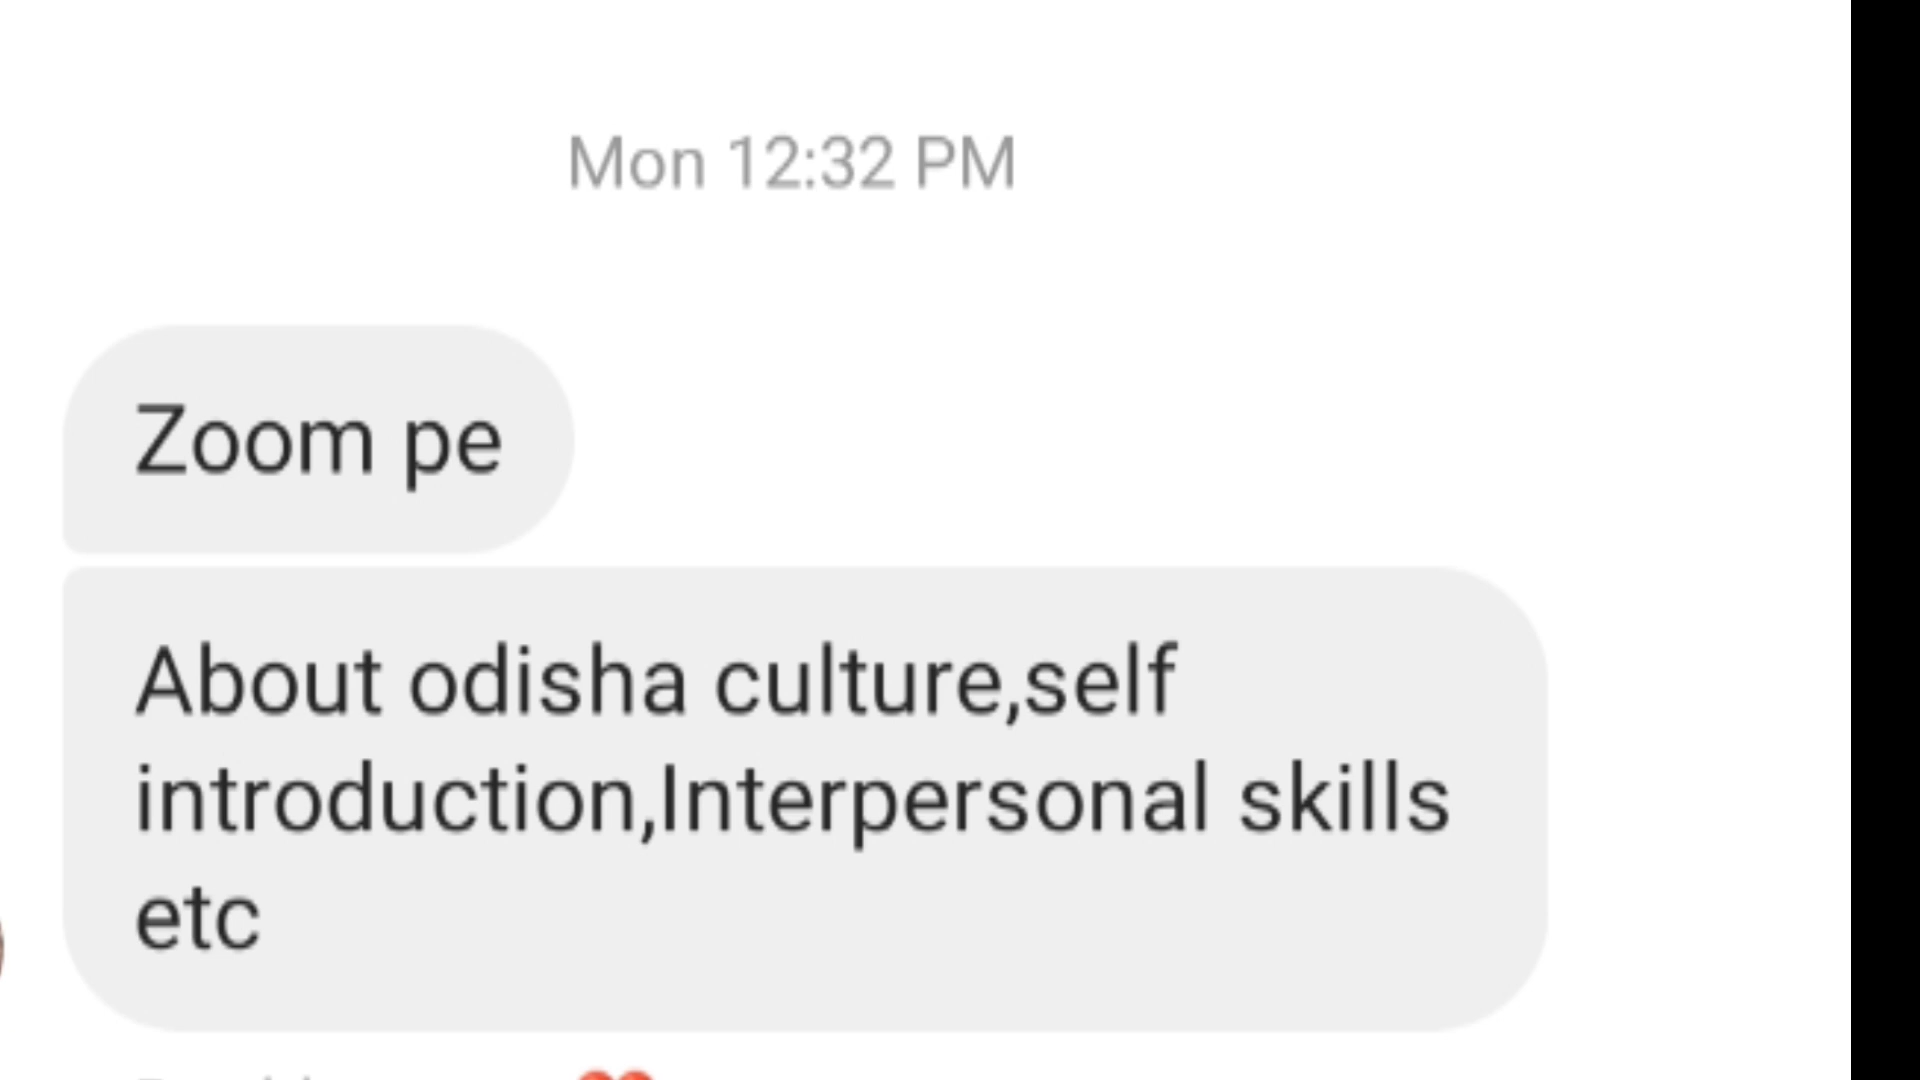 Mon 12:32 PM
Zoom pe
About odisha culture,self
introduction,Interpersonal skills
etc